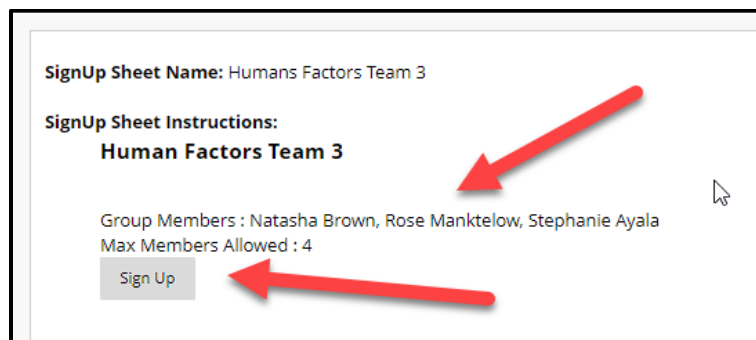 SignUp Sheet Name: Humans Factors Team 3
SignUp Sheet Instructions:
Human Factors Team 3
Group Members : Natasha Brown, Rose Manktelow, Stephanie Ayala
Max Members Allowed : 4
Sign Up